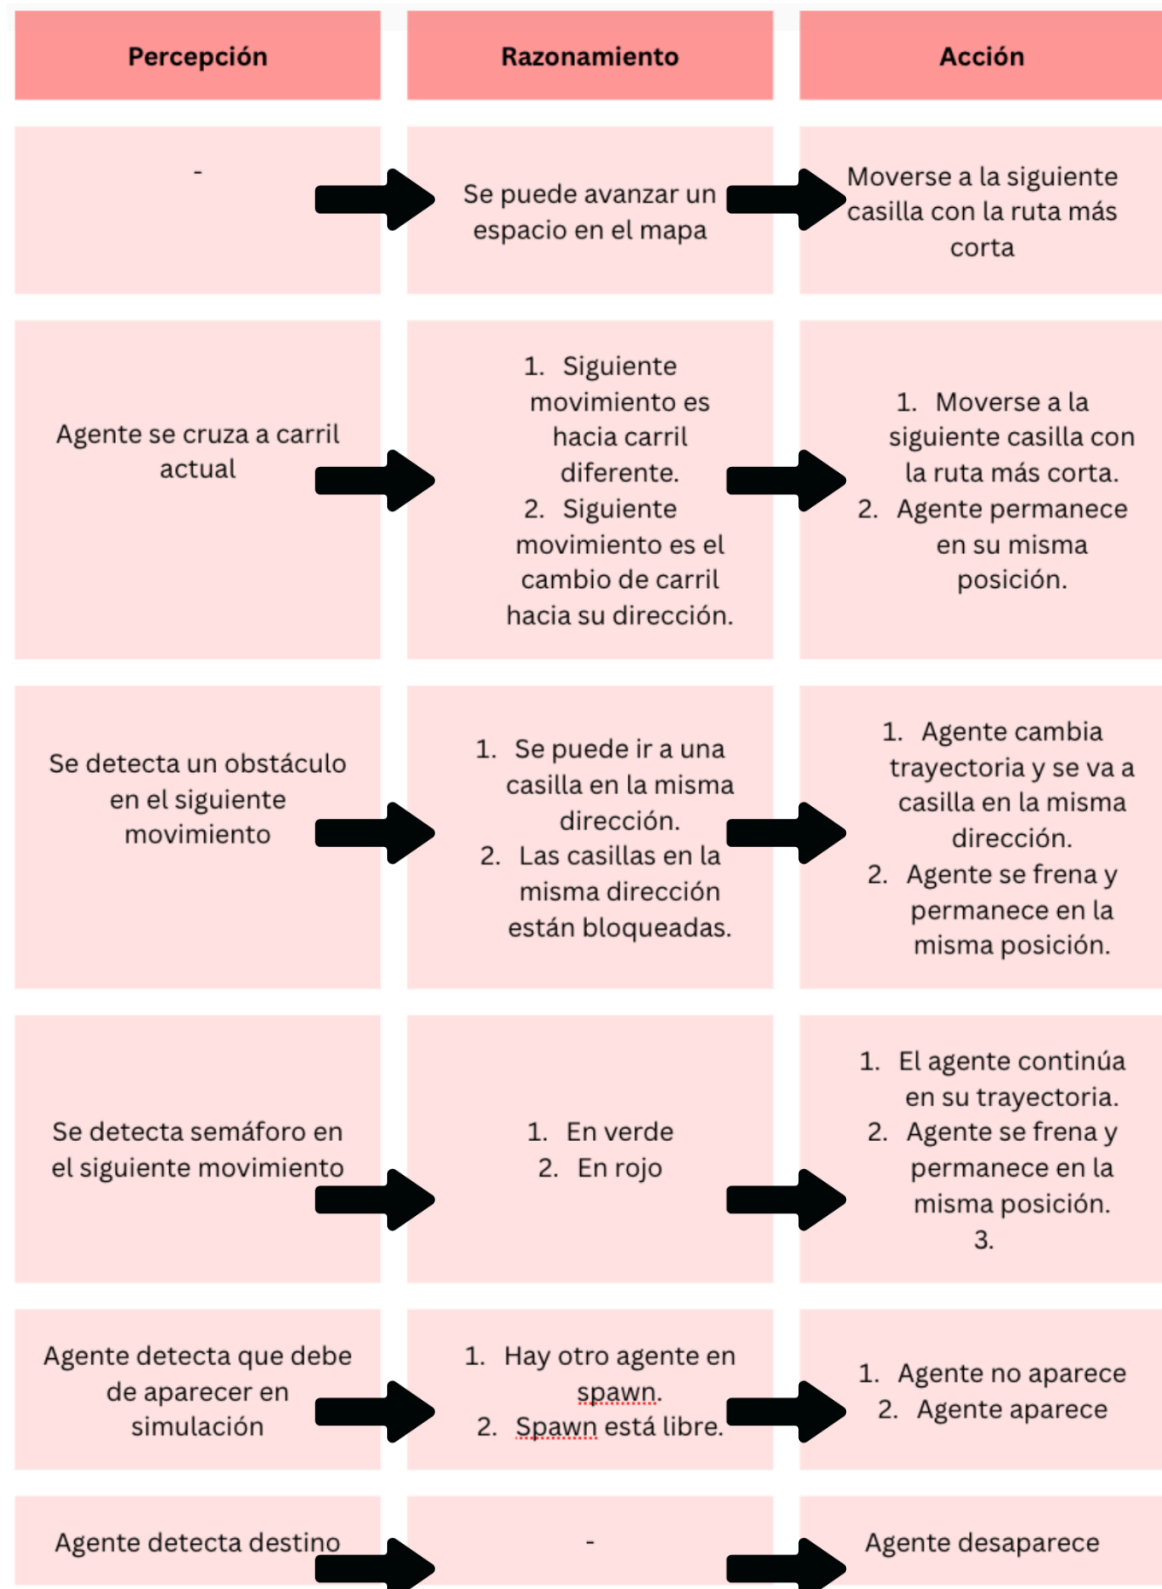 Percepción
Razonamiento
Acción
-
Se puede avanzar un
espacio en el mapa
Moverse a la siguiente
casilla con la ruta más
corta
Agente se cruza a carril
actual
1. Siguiente
movimiento es
hacia carril
diferente.
2. Siguiente
movimiento es el
cambio de carril
hacia su dirección.
1. Moverse a la
siguiente casilla con
la ruta más corta.
2. Agente permanece
en su misma
posición.
Se detecta un obstáculo
en el siguiente
movimiento
1. Se puede ir a una
casilla en la misma
dirección.
2. Las casillas en la
misma dirección
están bloqueadas.
1. Agente cambia
trayectoria y se va a
casilla en la misma
dirección.
2. Agente se frena y
permanece en la
misma posición.
Se detecta semáforo en
el siguiente movimiento
1. En verde
2. En rojo
1. El agente continúa
en su trayectoria.
2. Agente se frena y
permanece en la
misma posición.
3.
Agente detecta que debe
de aparecer en
simulación
1. Hay otro agente en
spawn.
2. Spawn está libre.
1. Agente no aparece
2. Agente aparece
Agente detecta destino
-
Agente desaparece